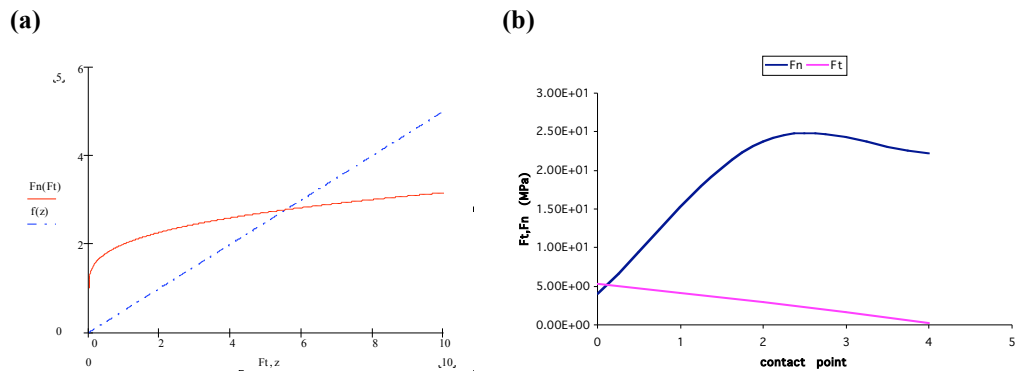 (a)
(b)
5
6
4
2
0
Fn(Ft)
f(z)
0 2 4 6 8 10
0
Ft, z
10
Fn Ft
3.00E+01
2.50E+01
2.00E+01
1.50E+01
1.00E+01
5.00E+00
0.00E+00
Ft,Fn (MPa)
0 1 2 3 4 5
contact point